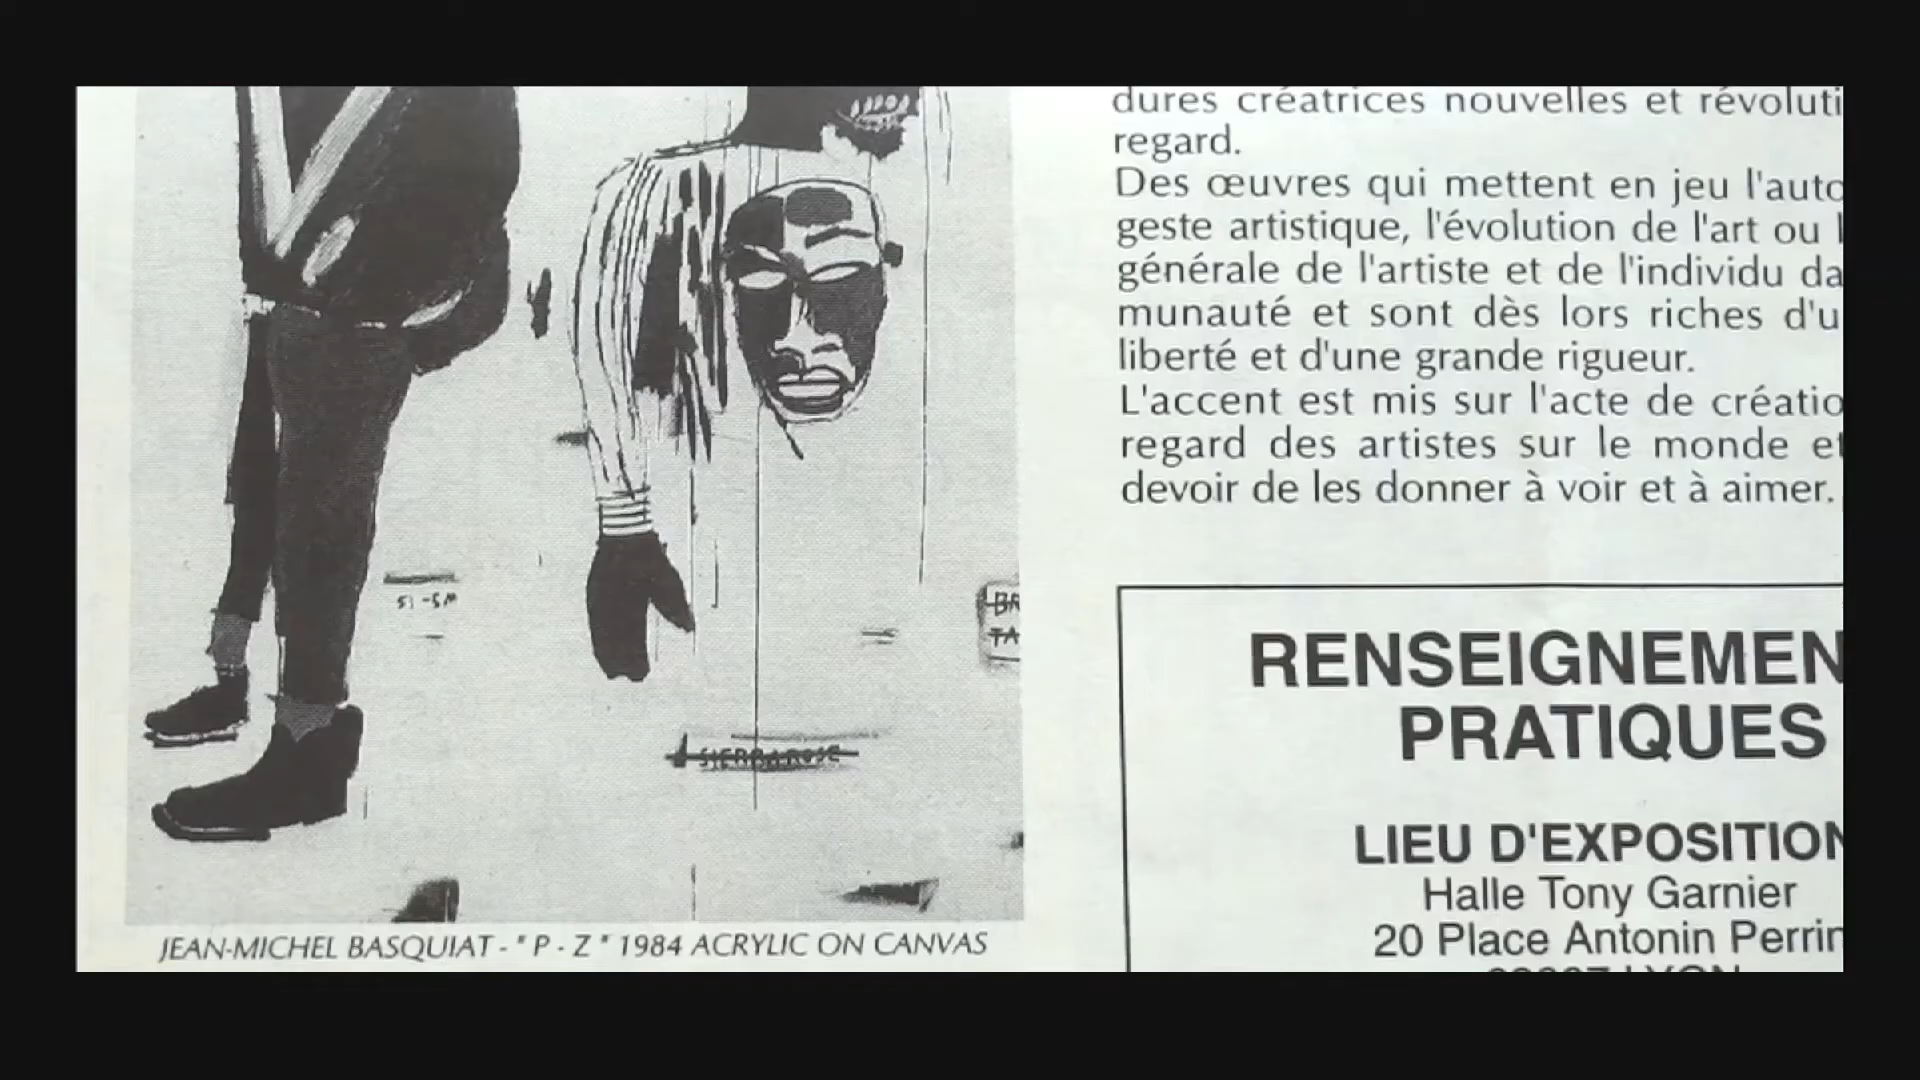 dures créatrices nouvelles et révoluti
regard.
Des œuvres qui mettent en jeu l'auto
geste artistique, l'évolution de l'art ou l
générale de l'artiste et de l'individu da
munauté et sont dès lors riches d'u
liberté et d'une grande rigueur.
L'accent est mis sur l'acte de créatio
regard des artistes sur le monde et
devoir de les donner à voir et à aimer.
51-5M
BR
TA
RENSEIGNEMEN
PRATIQUES
LIEU D'EXPOSITION
Halle Tony Garnier
20 Place Antonin Perrin
JEAN-MICHEL BASQUIAT - " P - Z " 1984 ACRYLIC ON CANVAS